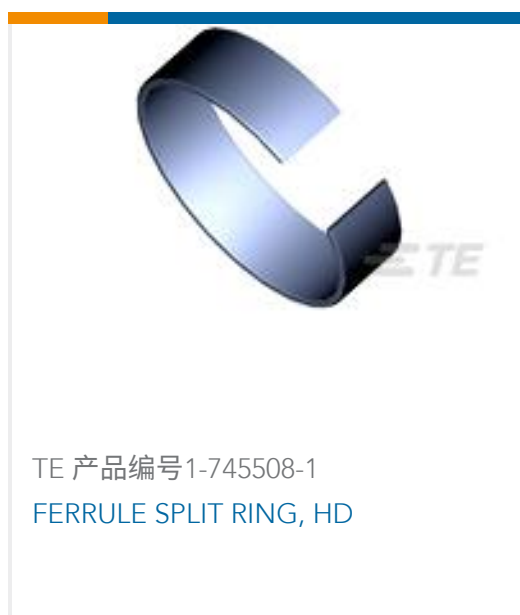 TE
TE 产品编号1-745508-1
FERRULE SPLIT RING, HD